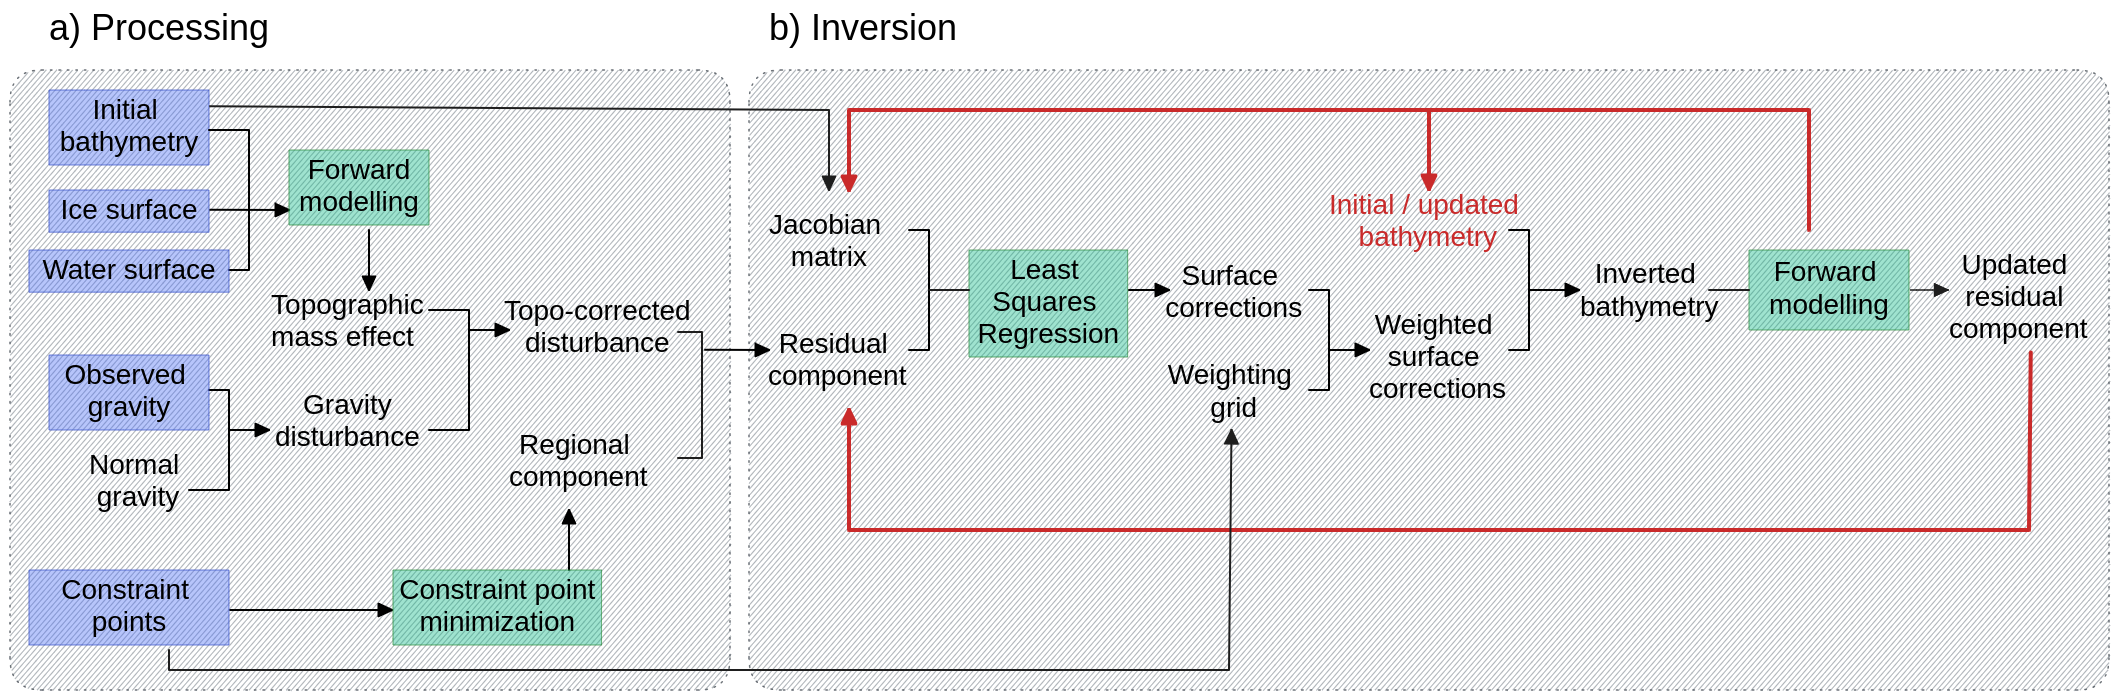 a) Processing
b) Inversion
Initial
bathymetry
Ice surface
Water surface
Forward
modelling
Topographic
mass effect
Observed
gravity
Normal
gravity
Gravity
disturbance
Topo-corrected
disturbance
Regional
component
Constraint
points
Constraint point
minimization
Jacobian
matrix
Residual
component
Least
Squares
Regression
Surface
corrections
Weighting
grid
Initial / updated
bathymetry
Weighted
surface
corrections
Inverted
bathymetry
Forward
modelling
Updated
residual
component